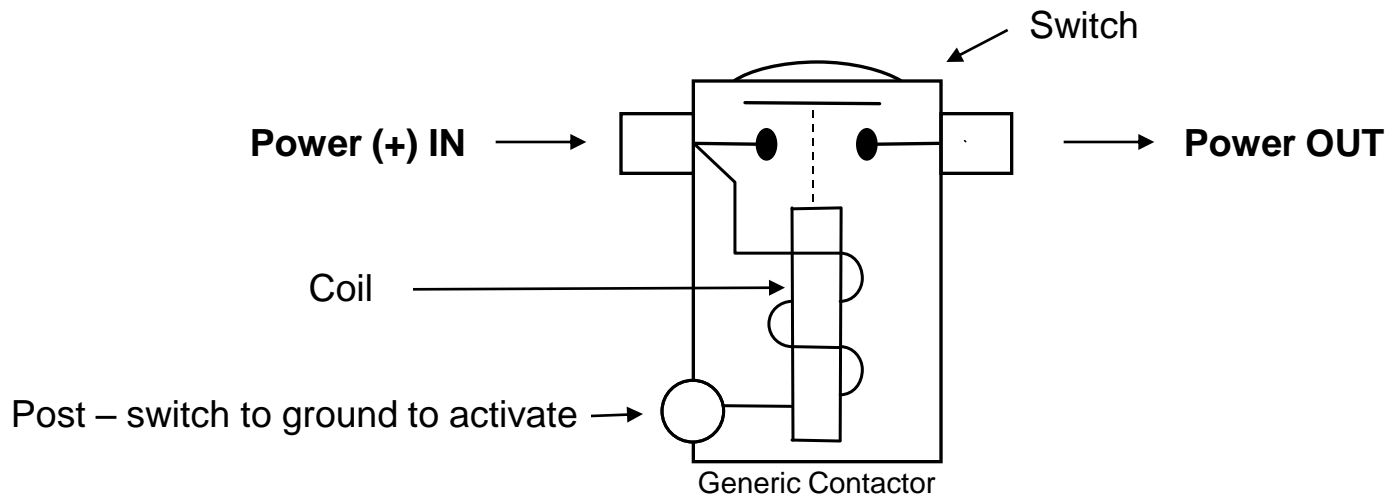 Switch
Power (+) IN
Power OUT
Coil
Post – switch to ground to activate
Generic Contactor